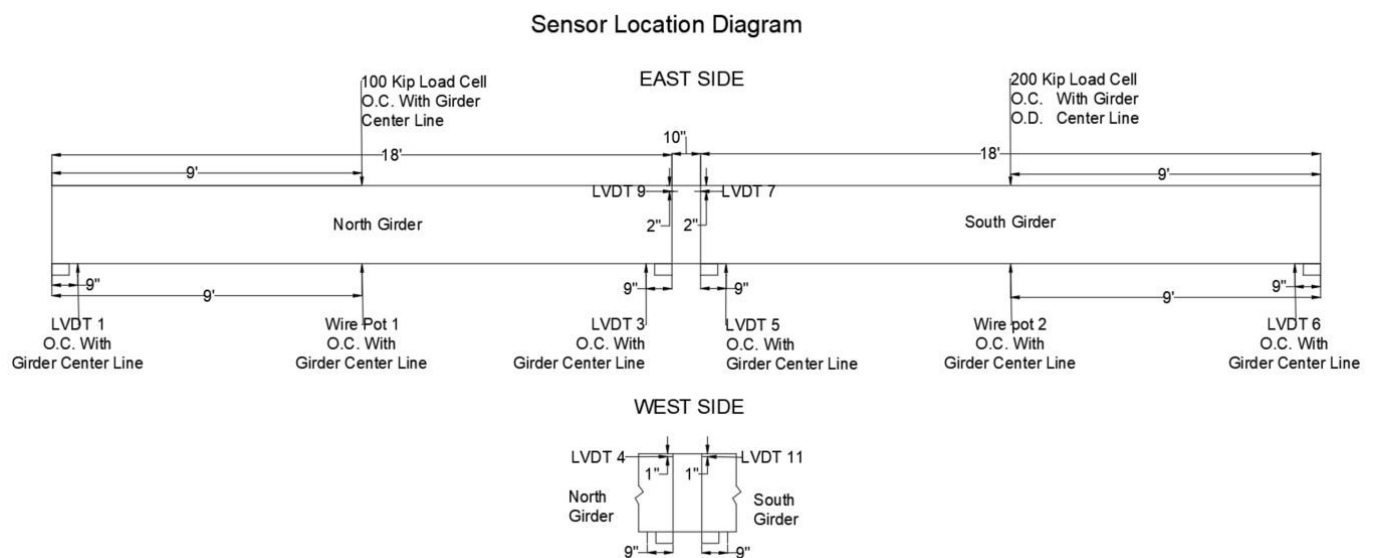 Sensor Location Diagram
EAST SIDE
100 Kip Load Cell
O.C. With Girder
Center Line
200 Kip Load Cell
O.C. With Girder
O.D. Center Line
10"
18'
18'
9'
9'
LVDT 9
LVDT 7
2"
2"
North Girder
South Girder
9"
9"
9"
9"
9'
9'
LVDT 1
O.C. With
Girder Center Line
Wire Pot 1
O.C. With
Girder Center Line
LVDT 3
O.C. With
Girder Center Line
LVDT 5
O.C. With
Girder Center Line
Wire pot 2
O.C. With
Girder Center Line
LVDT 6
O.C. With
Girder Center Line
WEST SIDE
LVDT 4
LVDT 11
1"
1"
North
Girder
South
Girder
9"
9"